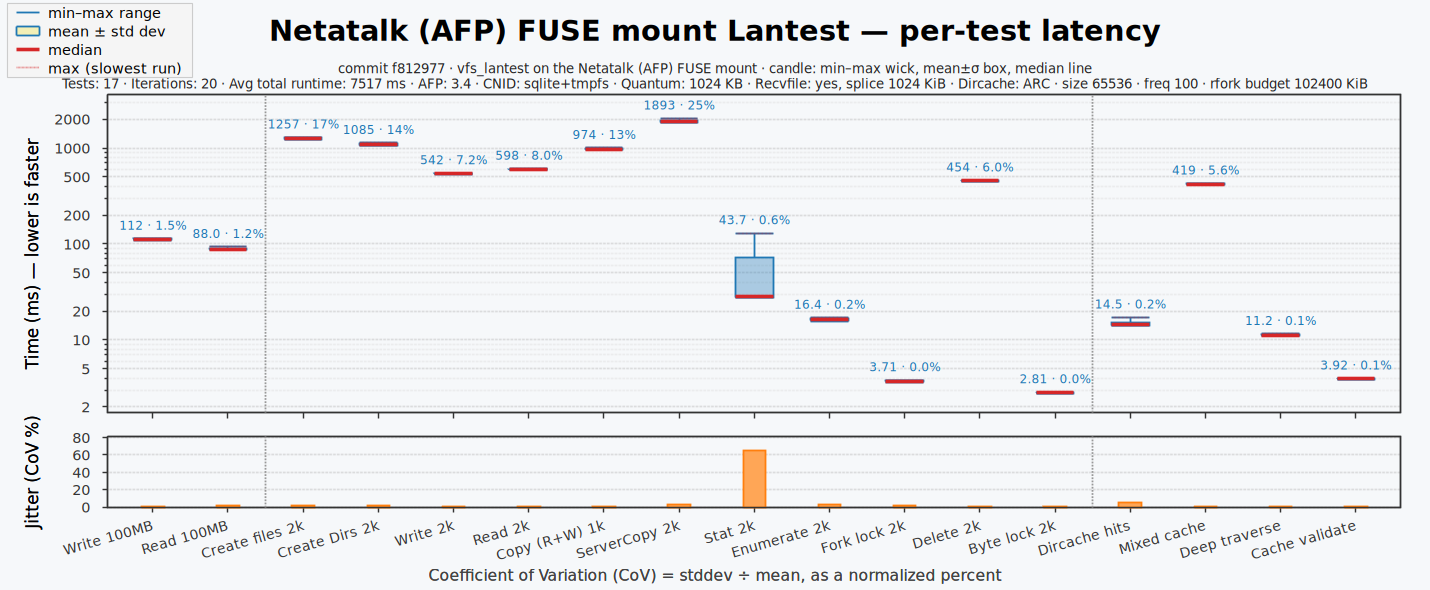 min–max range
mean ± std dev
median
max (slowest run)
Netatalk (AFP) FUSE mount Lantest — per-test latency
commit f812977 · vfs_lantest on the Netatalk (AFP) FUSE mount · candle: min–max wick, mean±σ box, median line
Tests: 17 · Iterations: 20 · Avg total runtime: 7517 ms · AFP: 3.4 · CNID: sqlite+tmpfs · Quantum: 1024 KB · Recvfile: yes, splice 1024 KiB · Dircache: ARC · size 65536 · freq 100 · rfork budget 102400 KiB
Time (ms) — lower is faster
2000
1000
500
200
100
50
20
10
5
2
112 · 1.5%
88.0 · 1.2%
1257 · 17%
1085 · 14%
542 · 7.2%
598 · 8.0%
974 · 13%
1893 · 25%
43.7 · 0.6%
16.4 · 0.2%
3.71 · 0.0%
454 · 6.0%
2.81 · 0.0%
14.5 · 0.2%
419 · 5.6%
11.2 · 0.1%
3.92 · 0.1%
Jitter (CoV %)
80
60
40
20
0
Write 100MB
Read 100MB
Create files 2k
Create Dirs 2k
Write 2k
Read 2k
Copy (R+W) 1k
ServerCopy 2k
Stat 2k
Enumerate 2k
Fork lock 2k
Delete 2k
Byte lock 2k
Dircache hits
Mixed cache
Deep traverse
Cache validate
Coefficient of Variation (CoV) = stddev ÷ mean, as a normalized percent